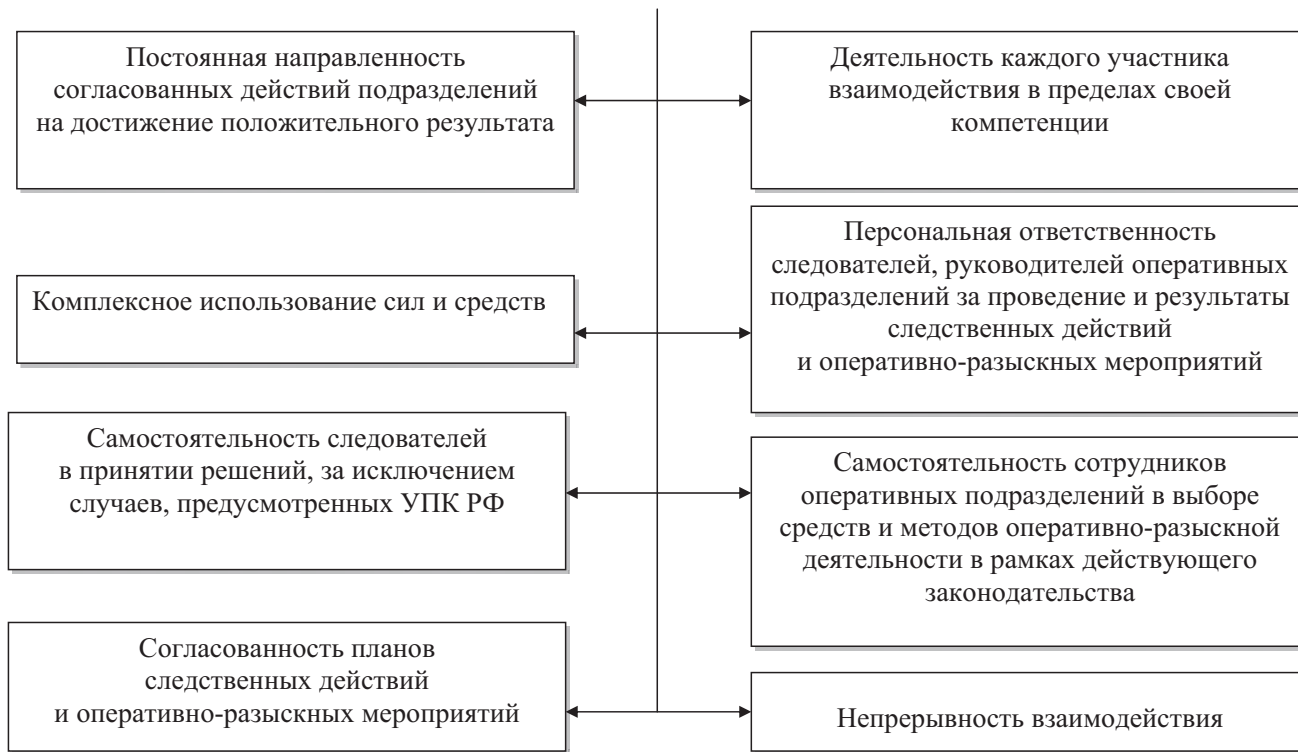 Постоянная направленность
согласованных действий подразделений
на достижение положительного результата
Деятельность каждого участника
взаимодействия в пределах своей
компетенции
Комплексное использование сил и средств
Персональная ответственность
следователей, руководителей оперативных
подразделений за проведение и результаты
следственных действий
и оперативно-разыскных мероприятий
Самостоятельность следователей
в принятии решений, за исключением
случаев, предусмотренных УПК РФ
Самостоятельность сотрудников
оперативных подразделений в выборе
средств и методов оперативно-разыскной
деятельности в рамках действующего
законодательства
Согласованность планов
следственных действий
и оперативно-разыскных мероприятий
Непрерывность взаимодействия